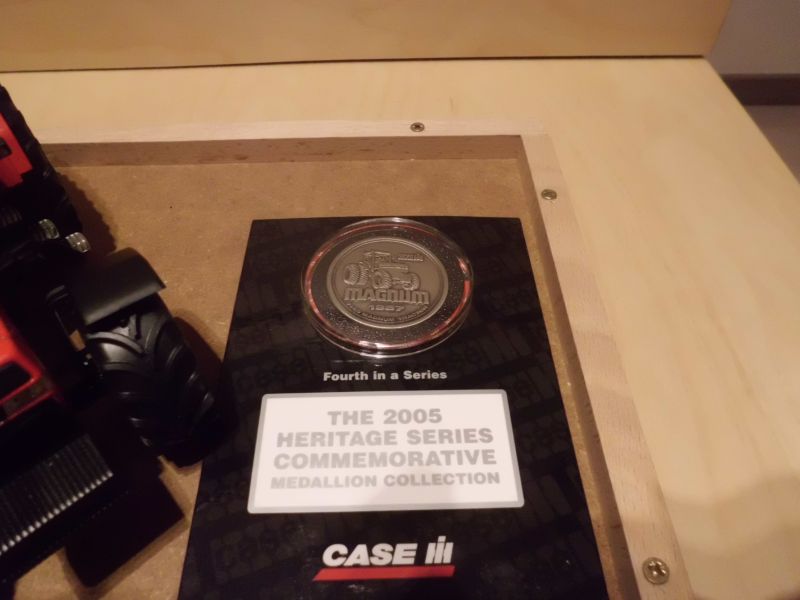 MAGNUM
1987
Fourth in a Series
THE 2005
HERITAGE SERIES
COMMEMORATIVE
MEDALLION COLLECTION
CASE IH